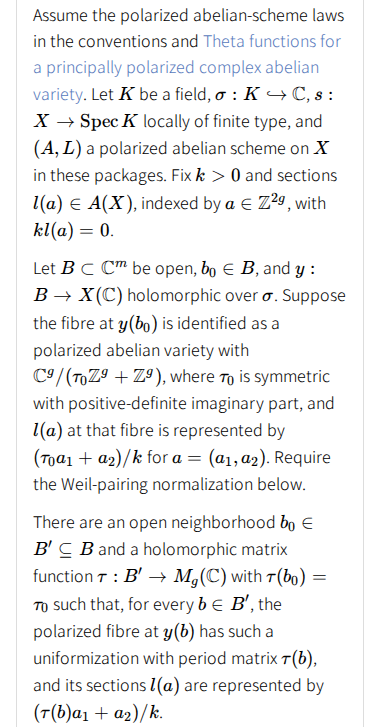 Assume the polarized abelian-scheme laws
in the conventions and Theta functions for
a principally polarized complex abelian
variety. Let K be a field, σ : K ↪ ℂ, s :
X → Spec K locally of finite type, and
(A, L) a polarized abelian scheme on X
in these packages. Fix k > 0 and sections
l(a) ∈ A(X), indexed by a ∈ ℤ²ᵍ, with
kl(a) = 0.
Let B ⊂ ℂᵐ be open, b₀ ∈ B, and y :
B → X(ℂ) holomorphic over σ. Suppose
the fibre at y(b₀) is identified as a
polarized abelian variety with
ℂᵍ/(τ₀ℤᵍ + ℤᵍ), where τ₀ is symmetric
with positive-definite imaginary part, and
l(a) at that fibre is represented by
(τ₀a₁ + a₂)/k for a = (a₁, a₂). Require
the Weil-pairing normalization below.
There are an open neighborhood b₀ ∈
B′ ⊆ B and a holomorphic matrix
function τ : B′ → M_g(ℂ) with τ(b₀) =
τ₀ such that, for every b ∈ B′, the
polarized fibre at y(b) has such a
uniformization with period matrix τ(b),
and its sections l(a) are represented by
(τ(b)a₁ + a₂)/k.